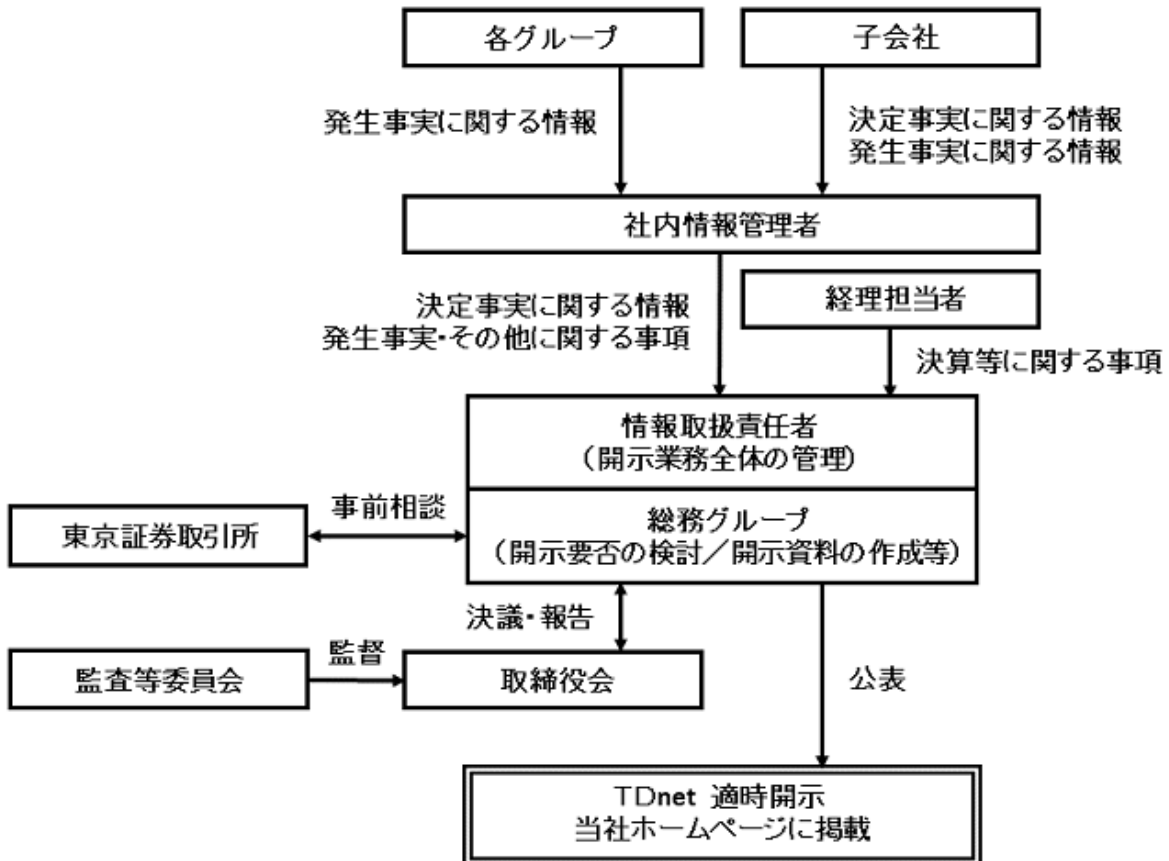 各グループ
子会社
発生事実に関する情報
決定事実に関する情報
発生事実に関する情報
社内情報管理者
決定事実に関する情報
発生事実・その他に関する事項
経理担当者
決算等に関する事項
情報取扱責任者
（開示業務全体の管理）
東京証券取引所
事前相談
総務グループ
（開示要否の検討／開示資料の作成等）
決議・報告
監査等委員会
監督
取締役会
公表
TDnet 適時開示
当社ホームページに掲載